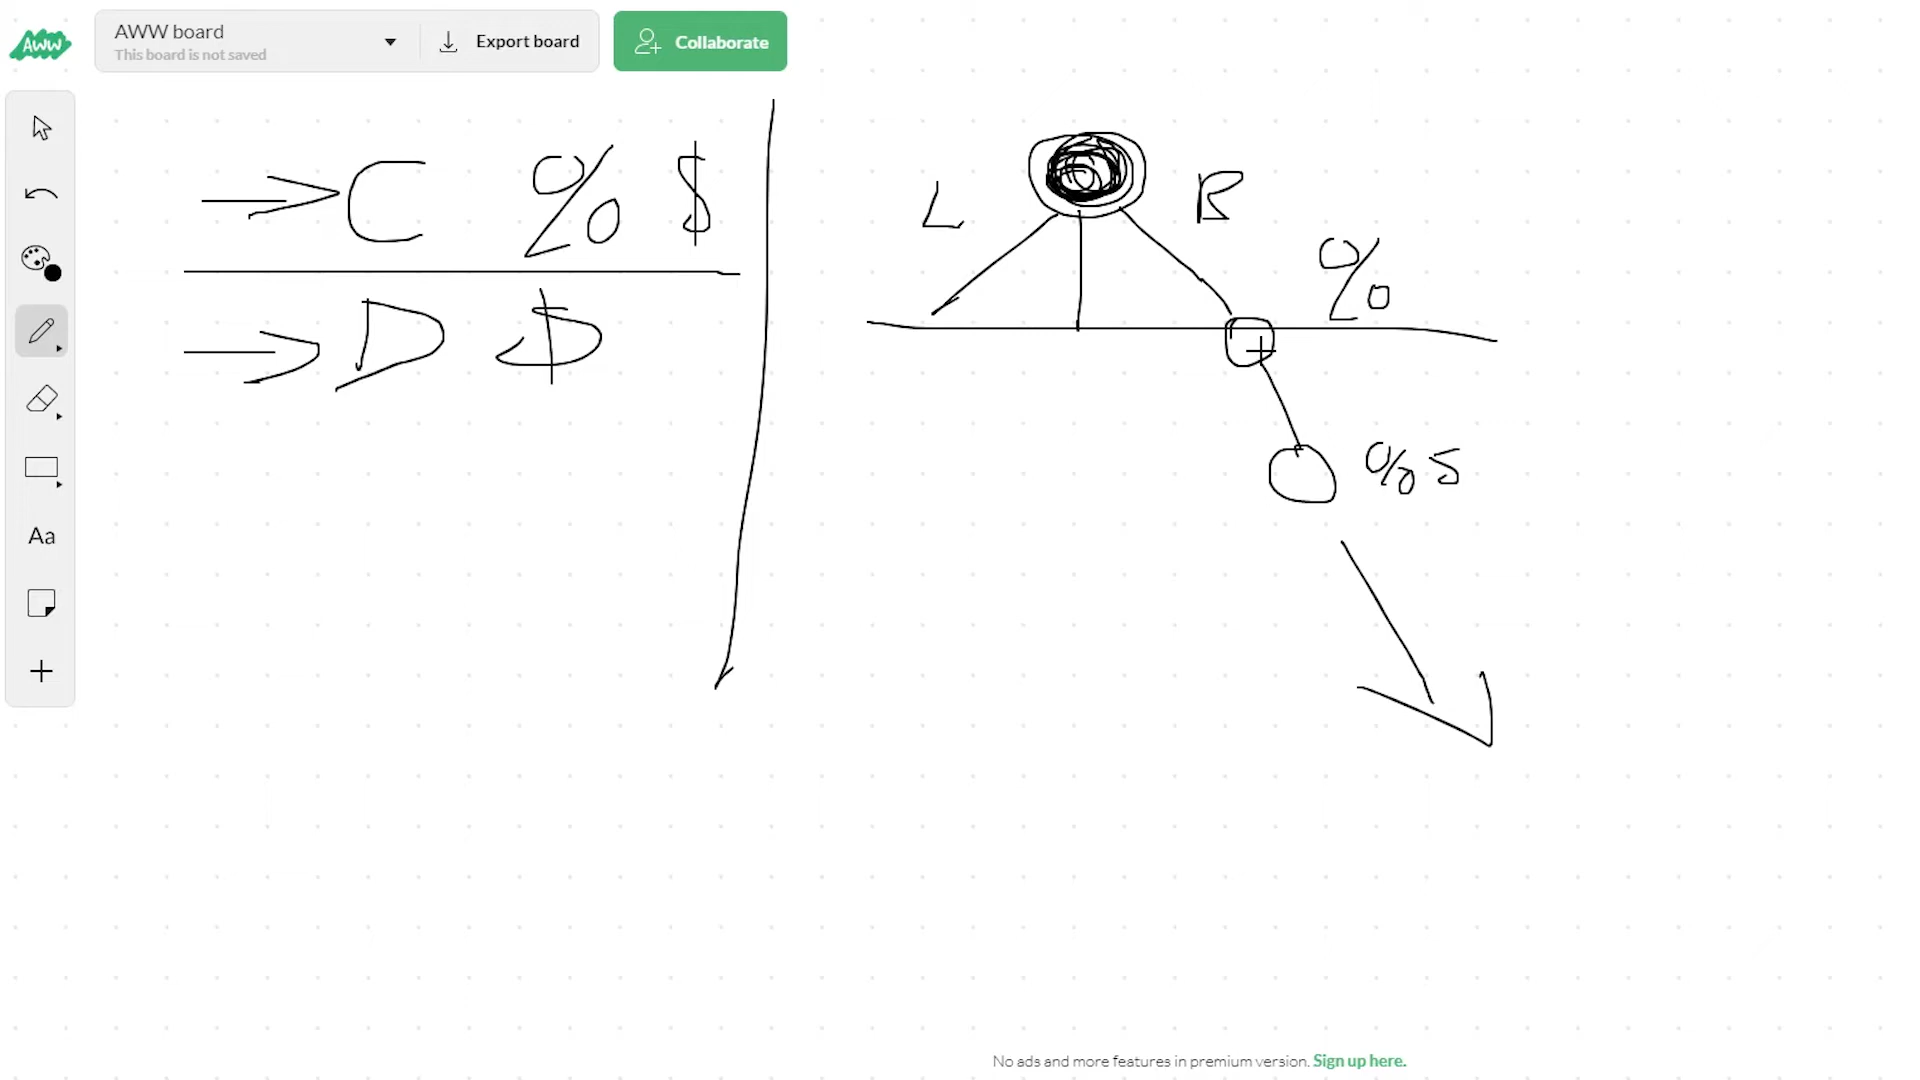 AWW
AWW board
This board is not saved
Export board
Collaborate
C % $
D $
L R
%
% S
Aa
No ads and more features in premium version. Sign up here.